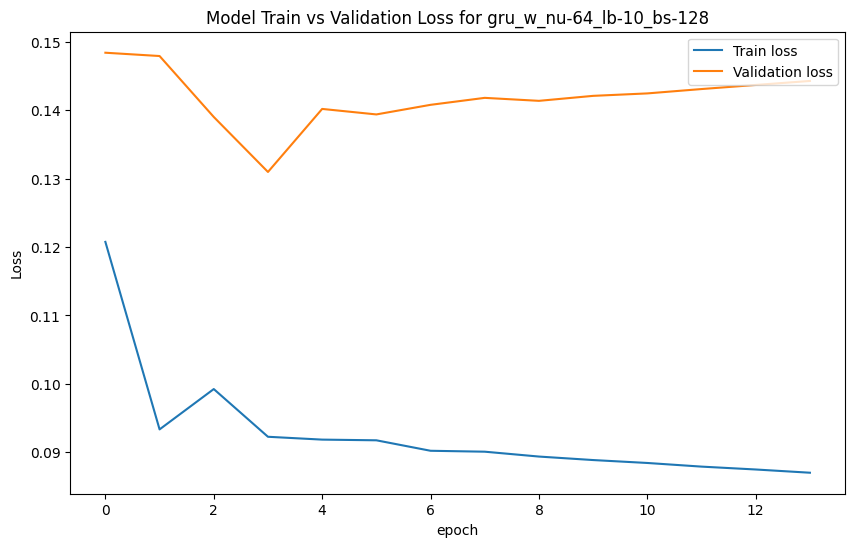 Model Train vs Validation Loss for gru_w_nu-64_lb-10_bs-128
Train loss
Validation loss
0.15
0.14
0.13
0.12
0.11
0.10
0.09
Loss
0 2 4 6 8 10 12
epoch